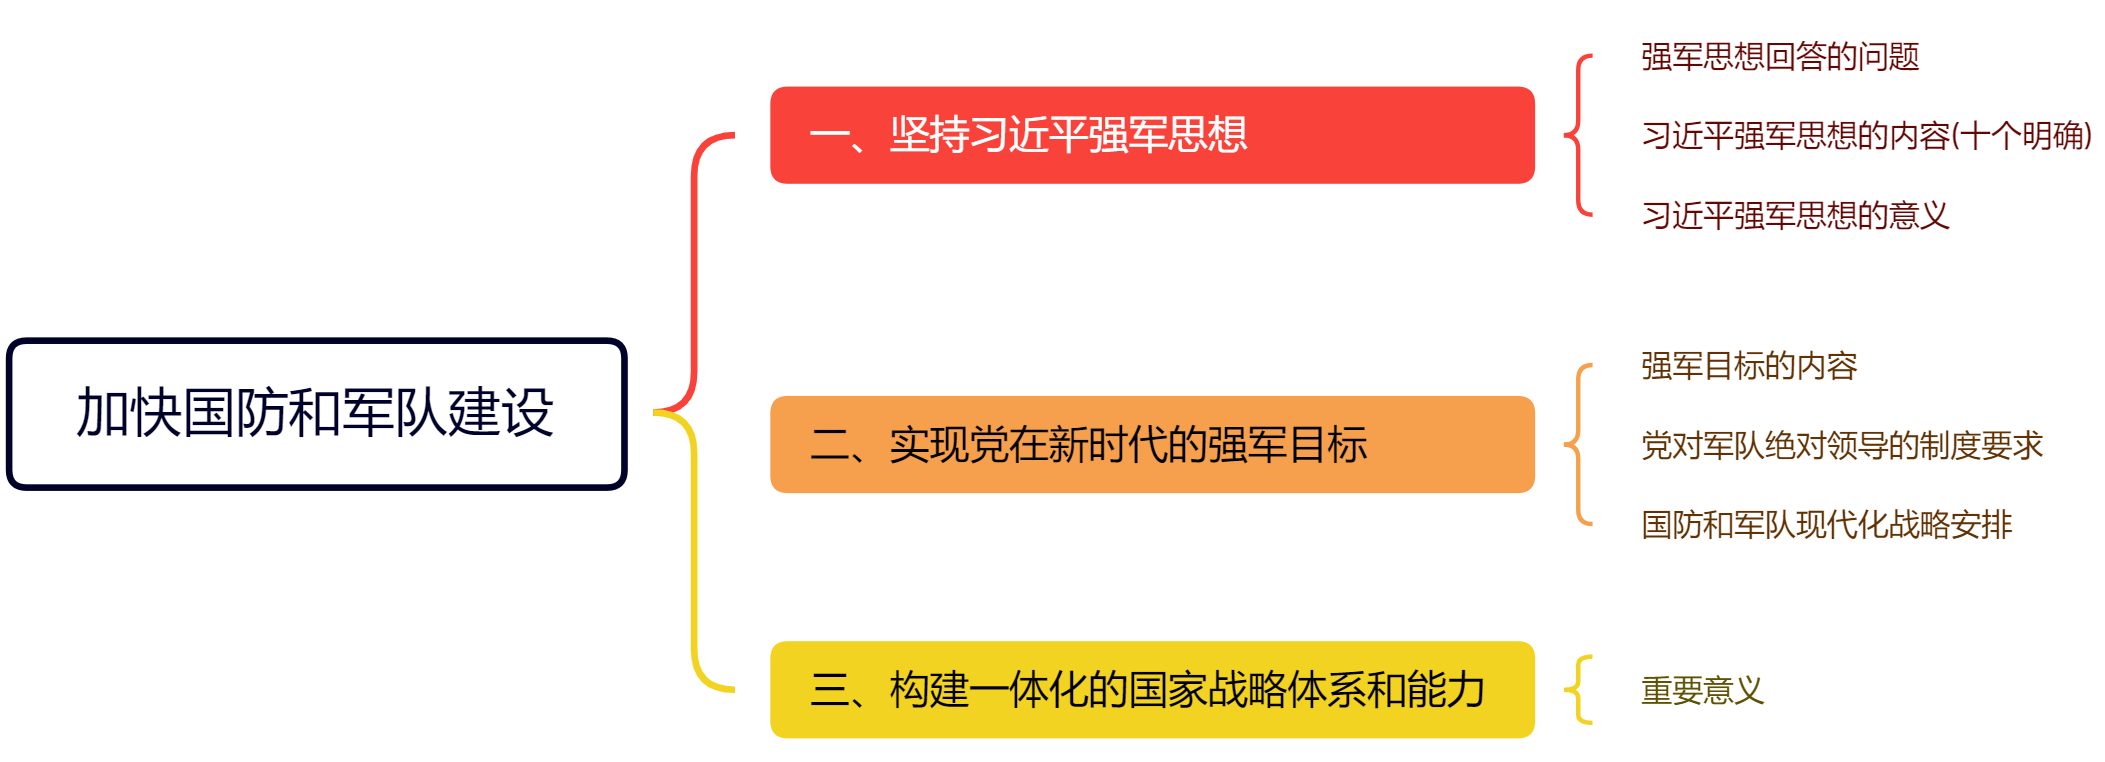 加快国防和军队建设
一、坚持习近平强军思想
强军思想回答的问题
习近平强军思想的内容(十个明确)
习近平强军思想的意义
二、实现党在新时代的强军目标
强军目标的内容
党对军队绝对领导的制度要求
国防和军队现代化战略安排
三、构建一体化的国家战略体系和能力
重要意义